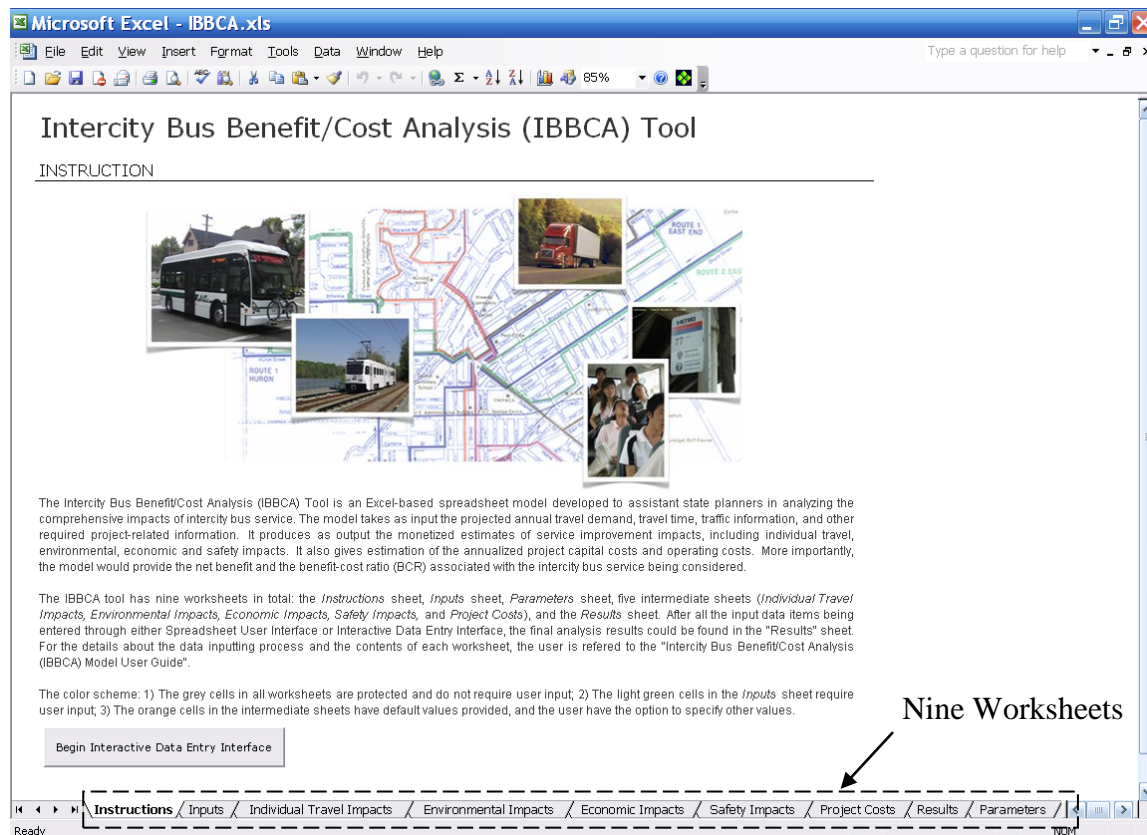 Microsoft Excel - IBBCA.xls
File Edit View Insert Format Tools Data Window Help
Type a question for help
85%
Intercity Bus Benefit/Cost Analysis (IBBCA) Tool
INSTRUCTION
ROUTE 1
EAST END
ROUTE 2 EAS
METRO
77
ROUTE 1
HURON
The Intercity Bus Benefit/Cost Analysis (IBBCA) Tool is an Excel-based spreadsheet model developed to assistant state planners in analyzing the
comprehensive impacts of intercity bus service. The model takes as input the projected annual travel demand, travel time, traffic information, and other
required project-related information. It produces as output the monetized estimates of service improvement impacts, including individual travel,
environmental, economic and safety impacts. It also gives estimation of the annualized project capital costs and operating costs. More importantly,
the model would provide the net benefit and the benefit-cost ratio (BCR) associated with the intercity bus service being considered.
The IBBCA tool has nine worksheets in total: the Instructions sheet, Inputs sheet, Parameters sheet, five intermediate sheets (Individual Travel
Impacts, Environmental Impacts, Economic Impacts, Safety Impacts, and Project Costs), and the Results sheet. After all the input data items being
entered through either Spreadsheet User Interface or Interactive Data Entry Interface, the final analysis results could be found in the "Results" sheet.
For the details about the data inputting process and the contents of each worksheet, the user is refered to the "Intercity Bus Benefit/Cost Analysis
(IBBCA) Model User Guide".
The color scheme: 1) The grey cells in all worksheets are protected and do not require user input; 2) The light green cells in the Inputs sheet require
user input; 3) The orange cells in the intermediate sheets have default values provided, and the user have the option to specify other values.
Nine Worksheets
Begin Interactive Data Entry Interface
Instructions Inputs Individual Travel Impacts Environmental Impacts Economic Impacts Safety Impacts Project Costs Results Parameters
Ready NUM